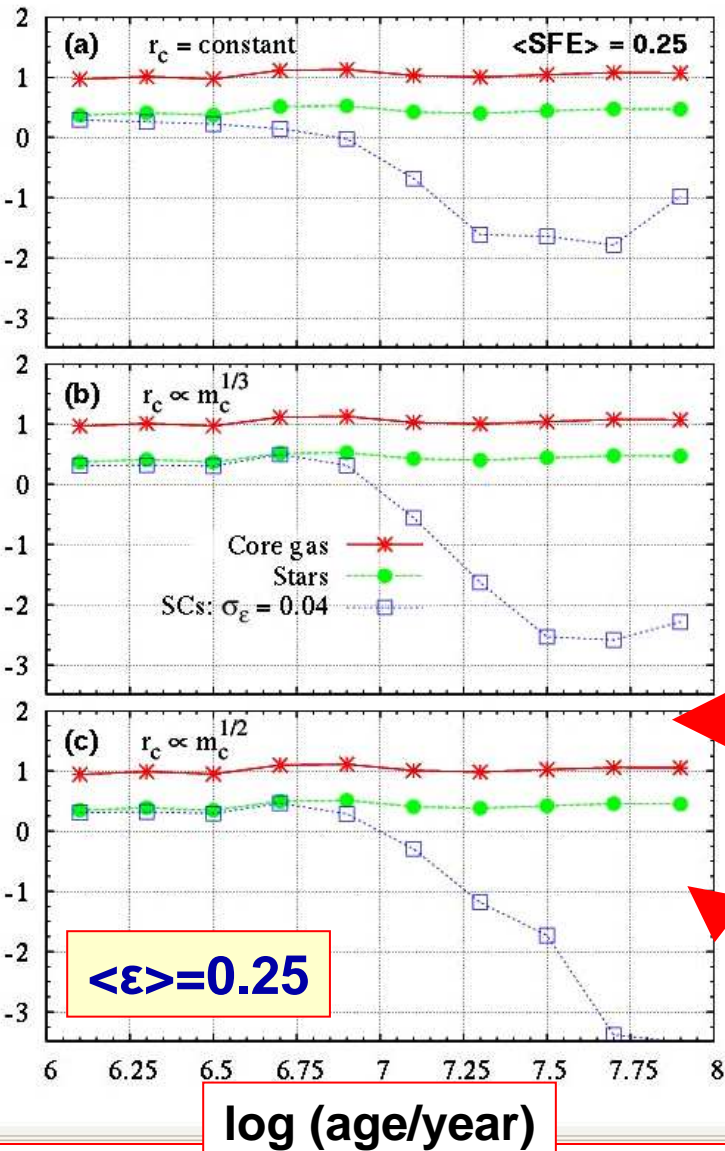 2
(a) r_c = constant <SFE> = 0.25
1
0
-1
-2
-3
2
(b) r_c ∝ m_c^1/3
1
0
-1
Core gas
Stars
-2
SCs: σ_ε = 0.04
-3
2
(c) r_c ∝ m_c^1/2
1
0
-1
-2
<ε>=0.25
-3
6 6.25 6.5 6.75 7 7.25 7.5 7.75 8
log (age/year)